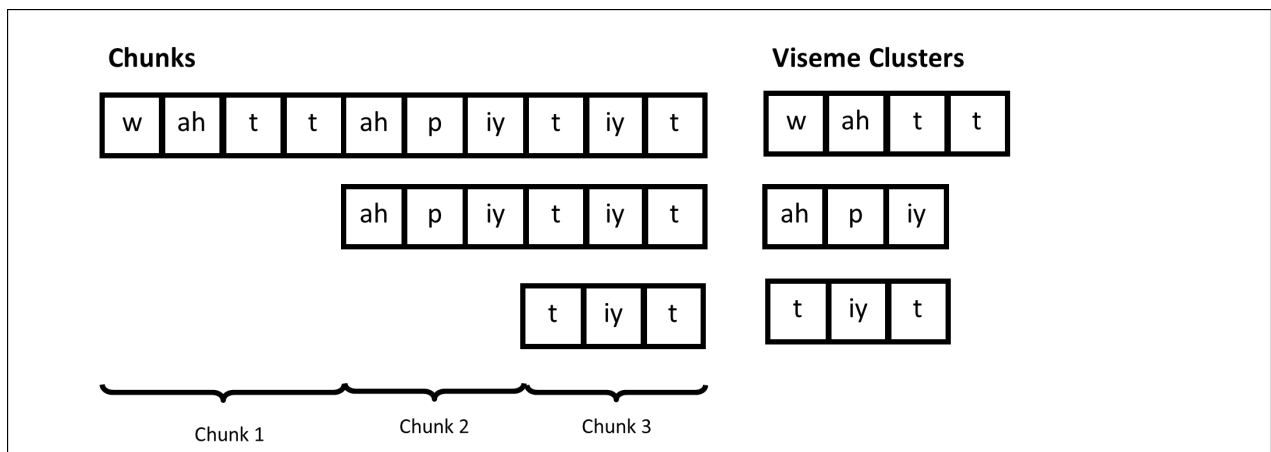 Chunks Viseme Clusters
w ah t t ah p iy t iy t w ah t t
ah p iy t iy t ah p iy
t iy t t iy t
Chunk 1 Chunk 2 Chunk 3